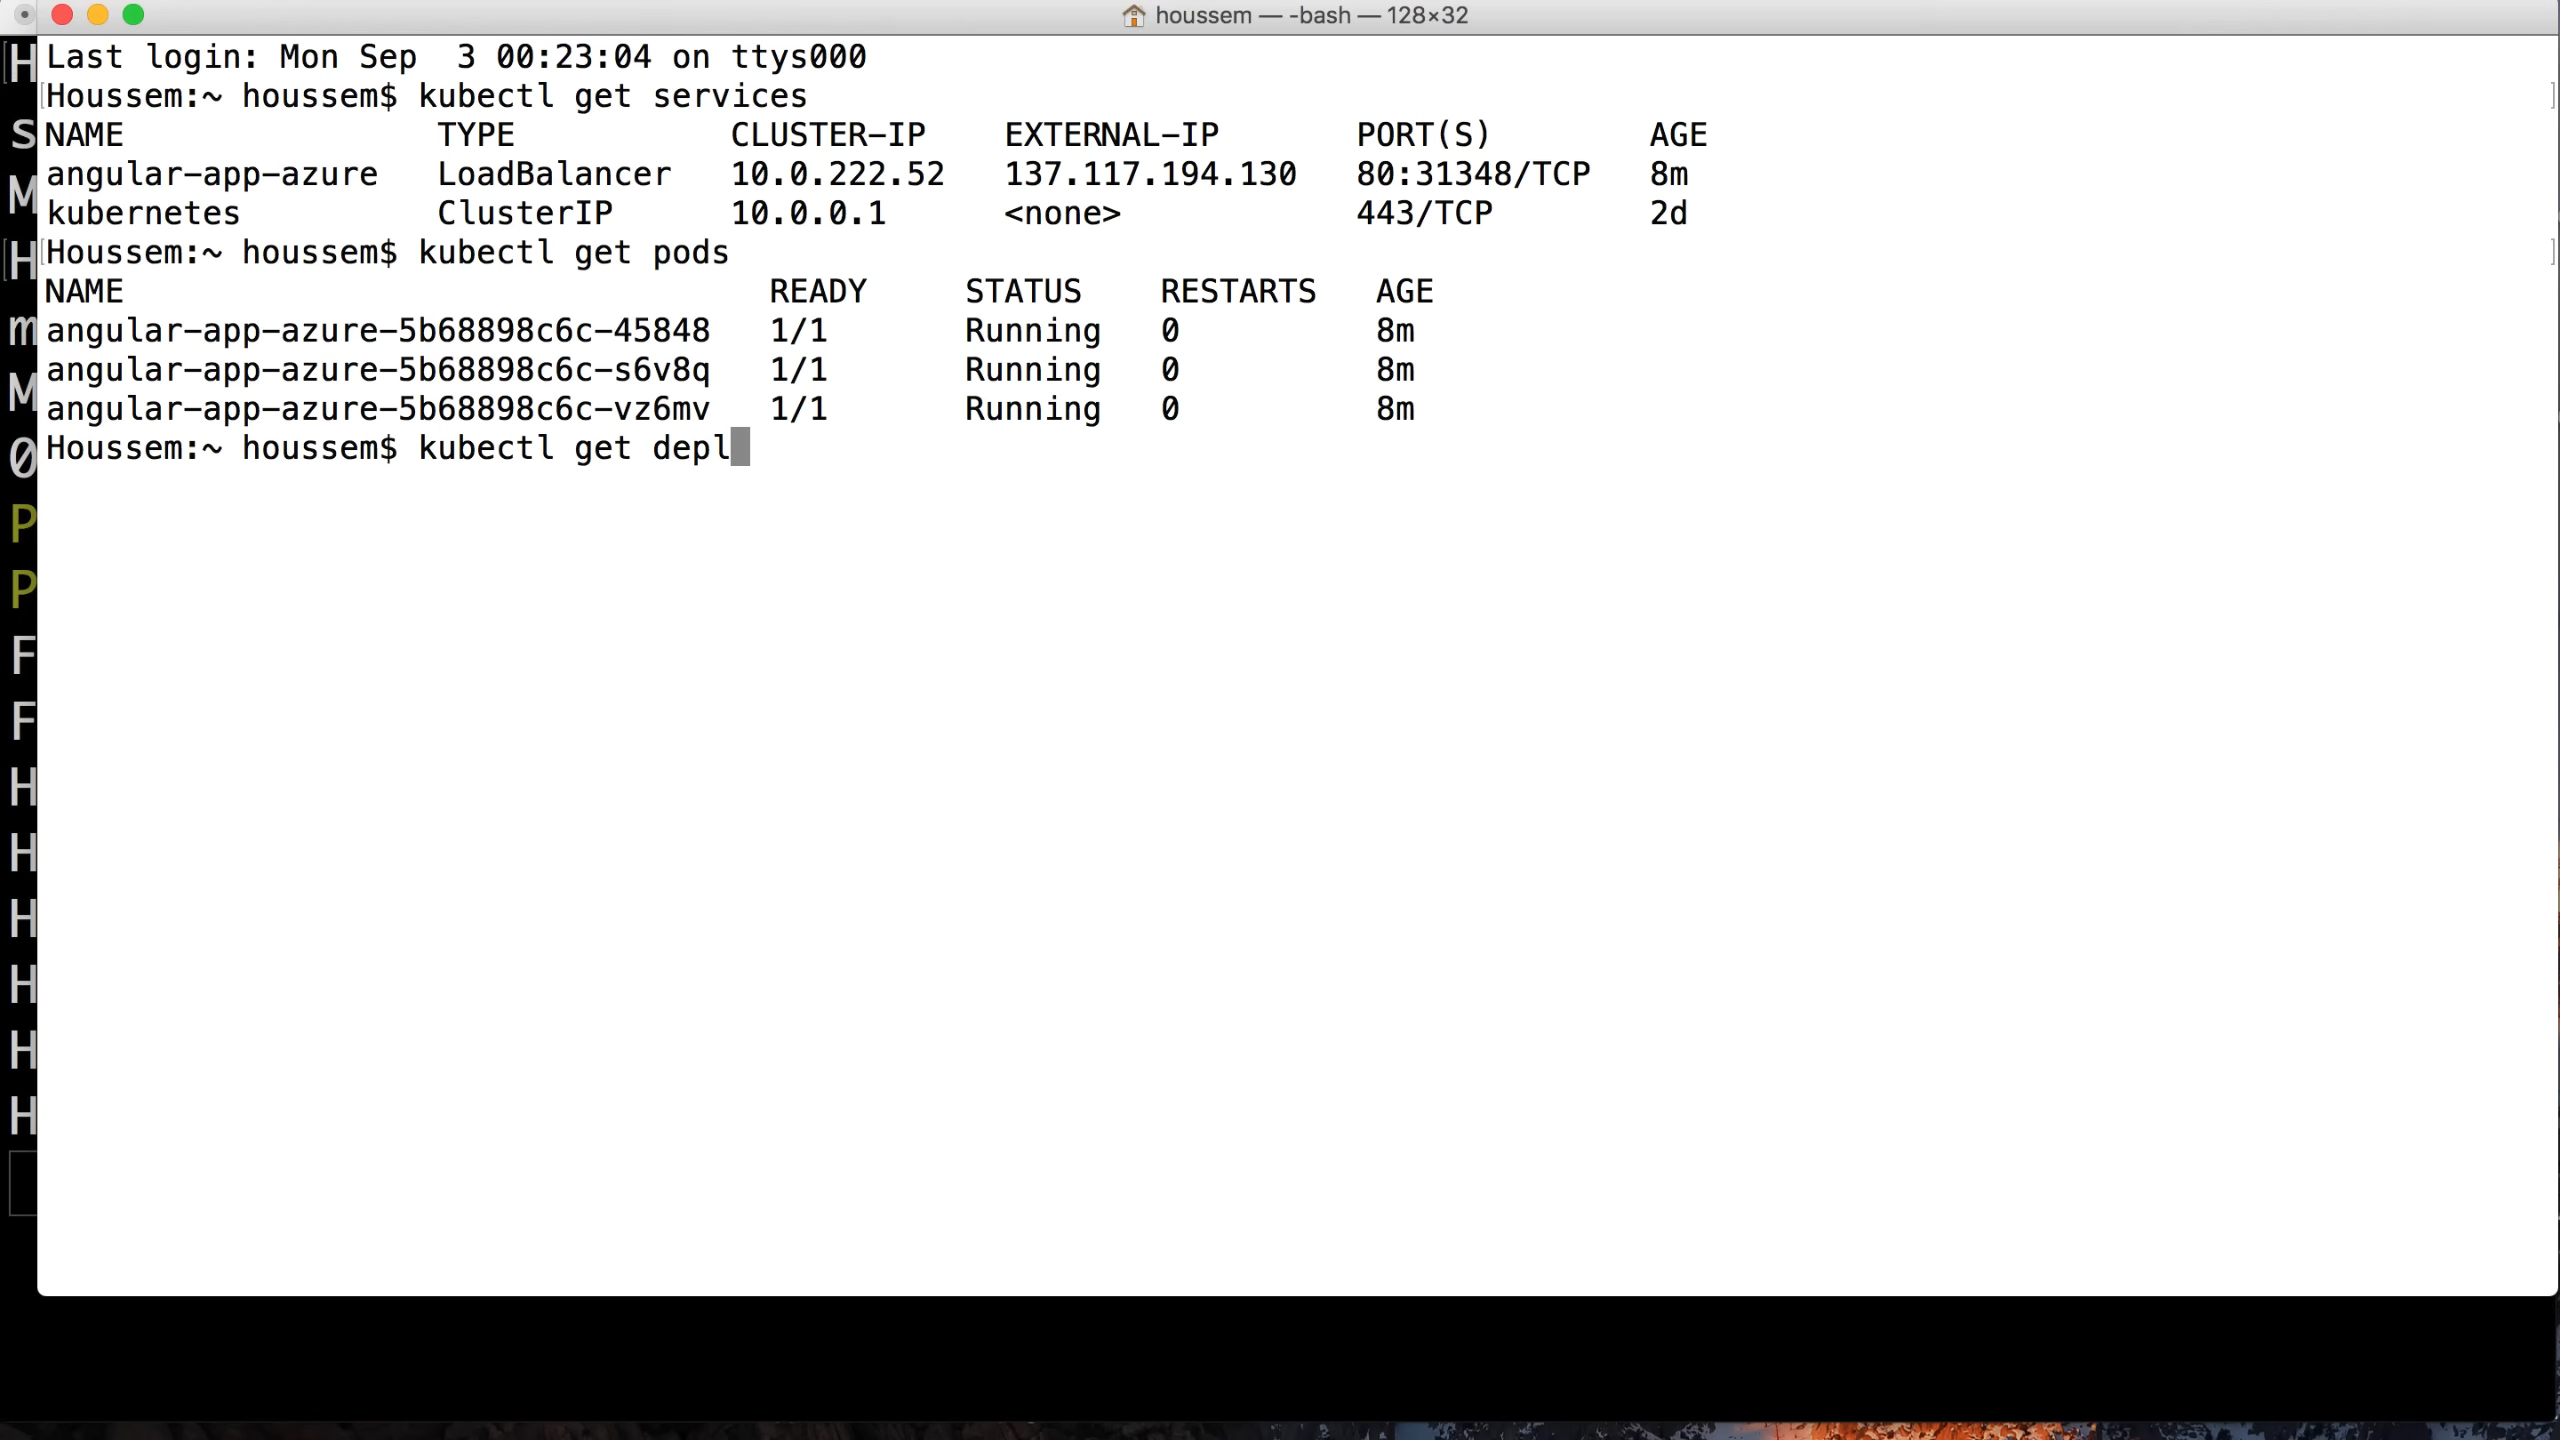 houssem — -bash — 128×32
Last login: Mon Sep  3 00:23:04 on ttys000
Houssem:~ houssem$ kubectl get services
NAME                TYPE           CLUSTER-IP    EXTERNAL-IP       PORT(S)        AGE
angular-app-azure   LoadBalancer   10.0.222.52   137.117.194.130   80:31348/TCP   8m
kubernetes          ClusterIP      10.0.0.1      <none>            443/TCP        2d
Houssem:~ houssem$ kubectl get pods
NAME                                 READY     STATUS    RESTARTS   AGE
angular-app-azure-5b68898c6c-45848   1/1       Running   0          8m
angular-app-azure-5b68898c6c-s6v8q   1/1       Running   0          8m
angular-app-azure-5b68898c6c-vz6mv   1/1       Running   0          8m
Houssem:~ houssem$ kubectl get depl